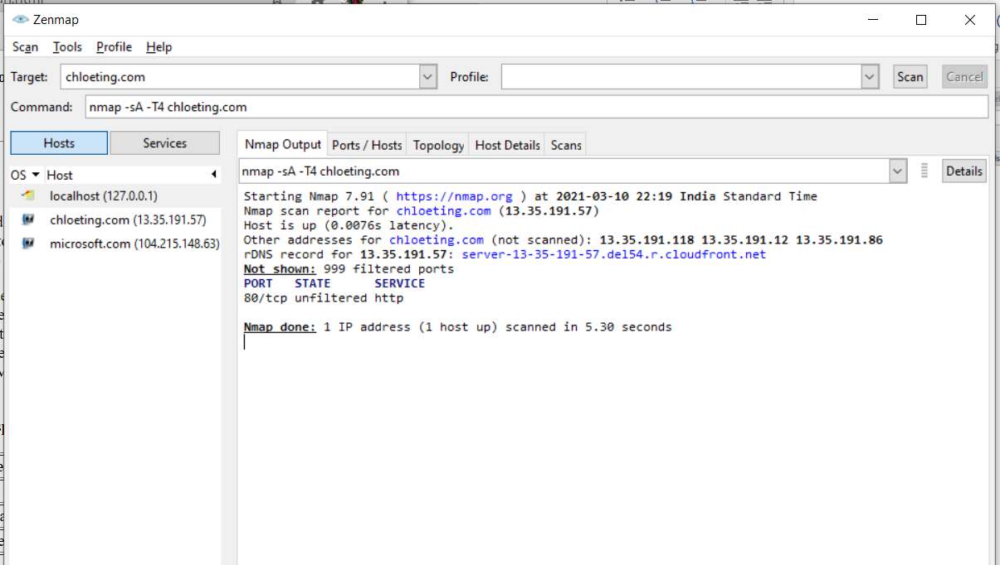 Zenmap
Scan Tools Profile Help
Target: chloeting.com Profile: Scan Cancel
Command: nmap -sA -T4 chloeting.com
Hosts Services
OS Host
localhost (127.0.0.1)
chloeting.com (13.35.191.57)
microsoft.com (104.215.148.63)
Nmap Output Ports / Hosts Topology Host Details Scans
nmap -sA -T4 chloeting.com Details
Starting Nmap 7.91 ( https://nmap.org ) at 2021-03-10 22:19 India Standard Time
Nmap scan report for chloeting.com (13.35.191.57)
Host is up (0.0076s latency).
Other addresses for chloeting.com (not scanned): 13.35.191.118 13.35.191.12 13.35.191.86
rDNS record for 13.35.191.57: server-13-35-191-57.del54.r.cloudfront.net
Not shown: 999 filtered ports
PORT STATE SERVICE
80/tcp unfiltered http
Nmap done: 1 IP address (1 host up) scanned in 5.30 seconds